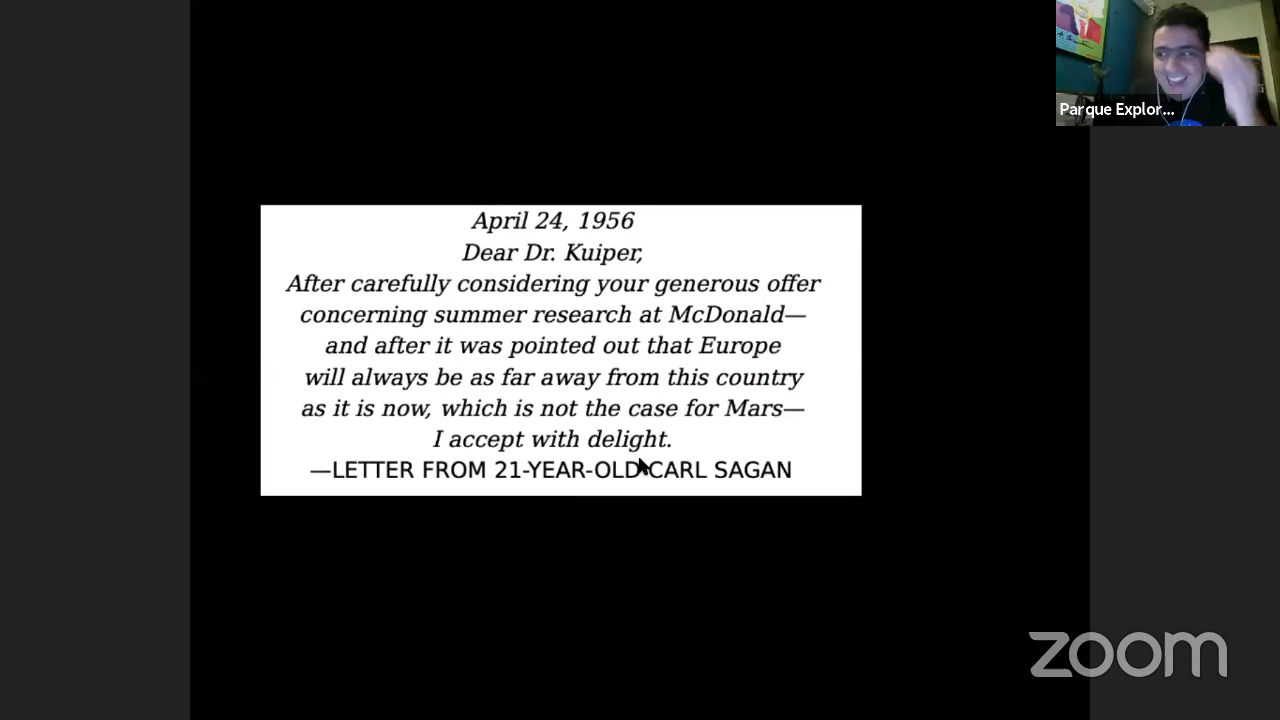 April 24, 1956
Dear Dr. Kuiper,
After carefully considering your generous offer
concerning summer research at McDonald—
and after it was pointed out that Europe
will always be as far away from this country
as it is now, which is not the case for Mars—
I accept with delight.
—LETTER FROM 21-YEAR-OLD CARL SAGAN
Parque Explor...
zoom